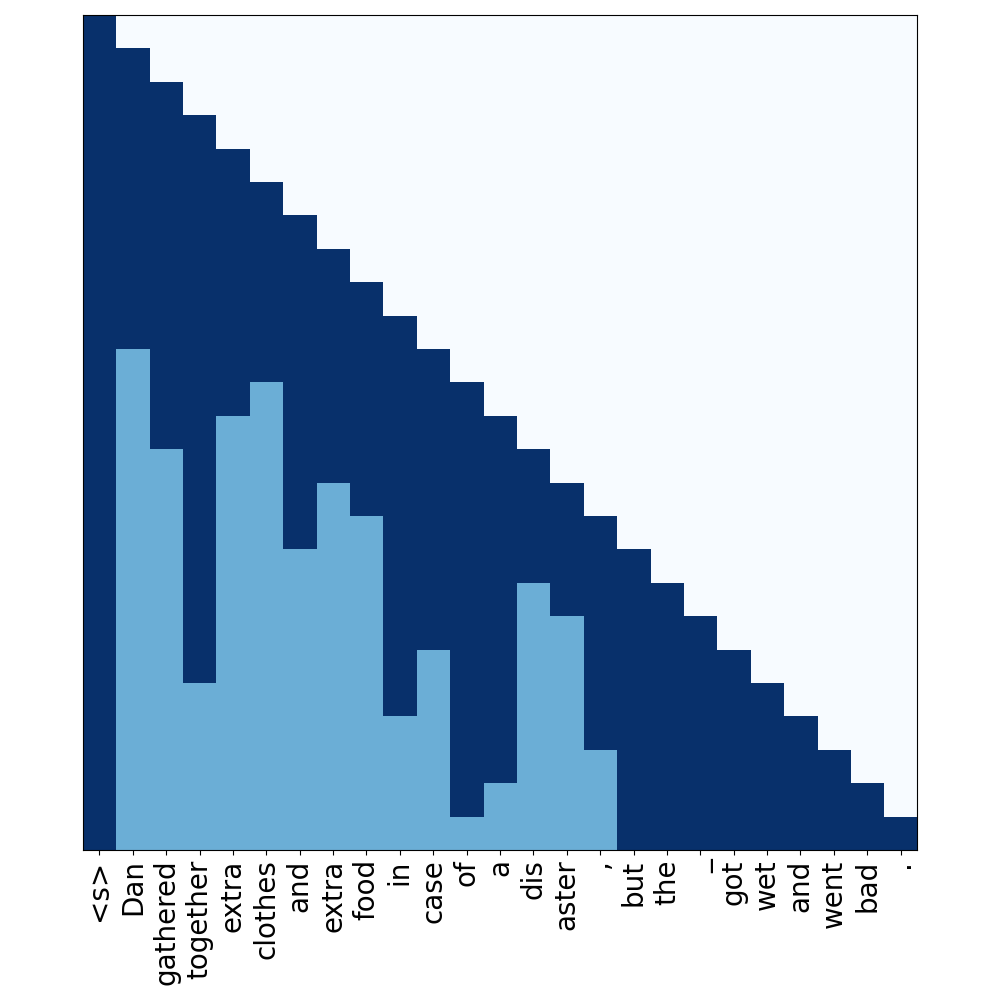 <s>
Dan
gathered
together
extra
clothes
and
extra
food
in
case
of
a
dis
aster
,
but
the
_
got
wet
and
went
bad
.